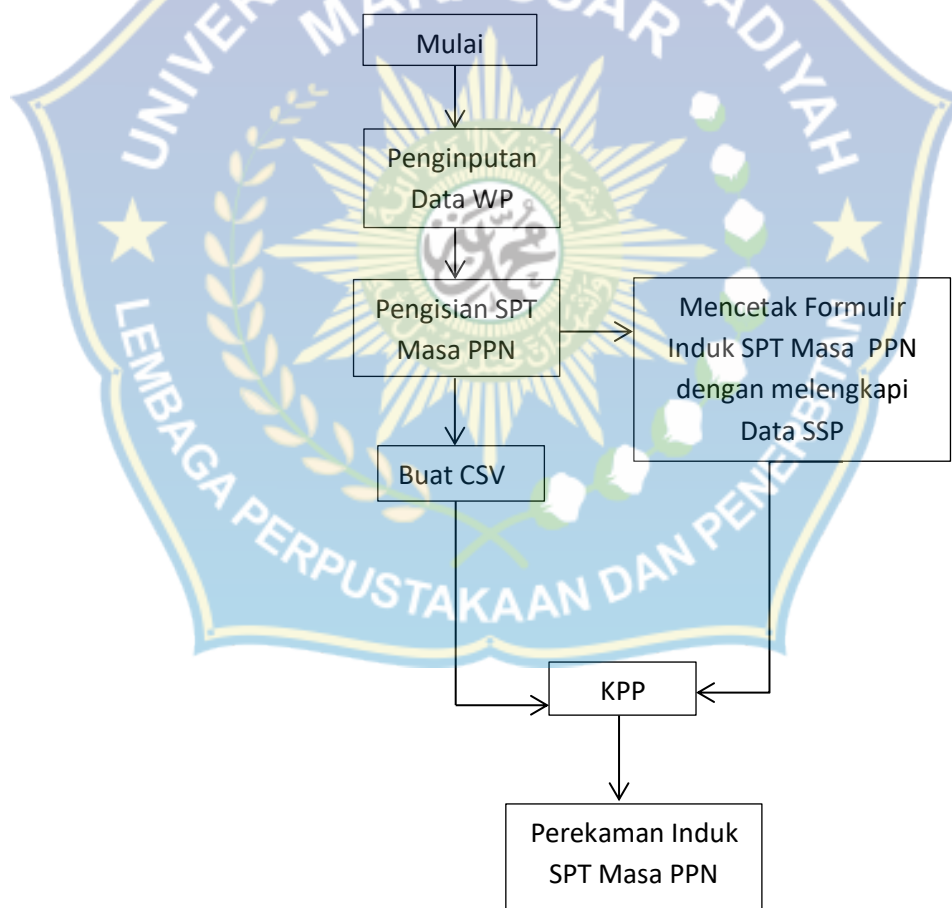 UNIVERSITAS MUHAMMADIYAH
MAKASSAR
LEMBAGA PERPUSTAKAAN DAN PENERBITAN
Mulai
Penginputan
Data WP
Pengisian SPT
Masa PPN
Mencetak Formulir
Induk SPT Masa PPN
dengan melengkapi
Data SSP
Buat CSV
KPP
Perekaman Induk
SPT Masa PPN